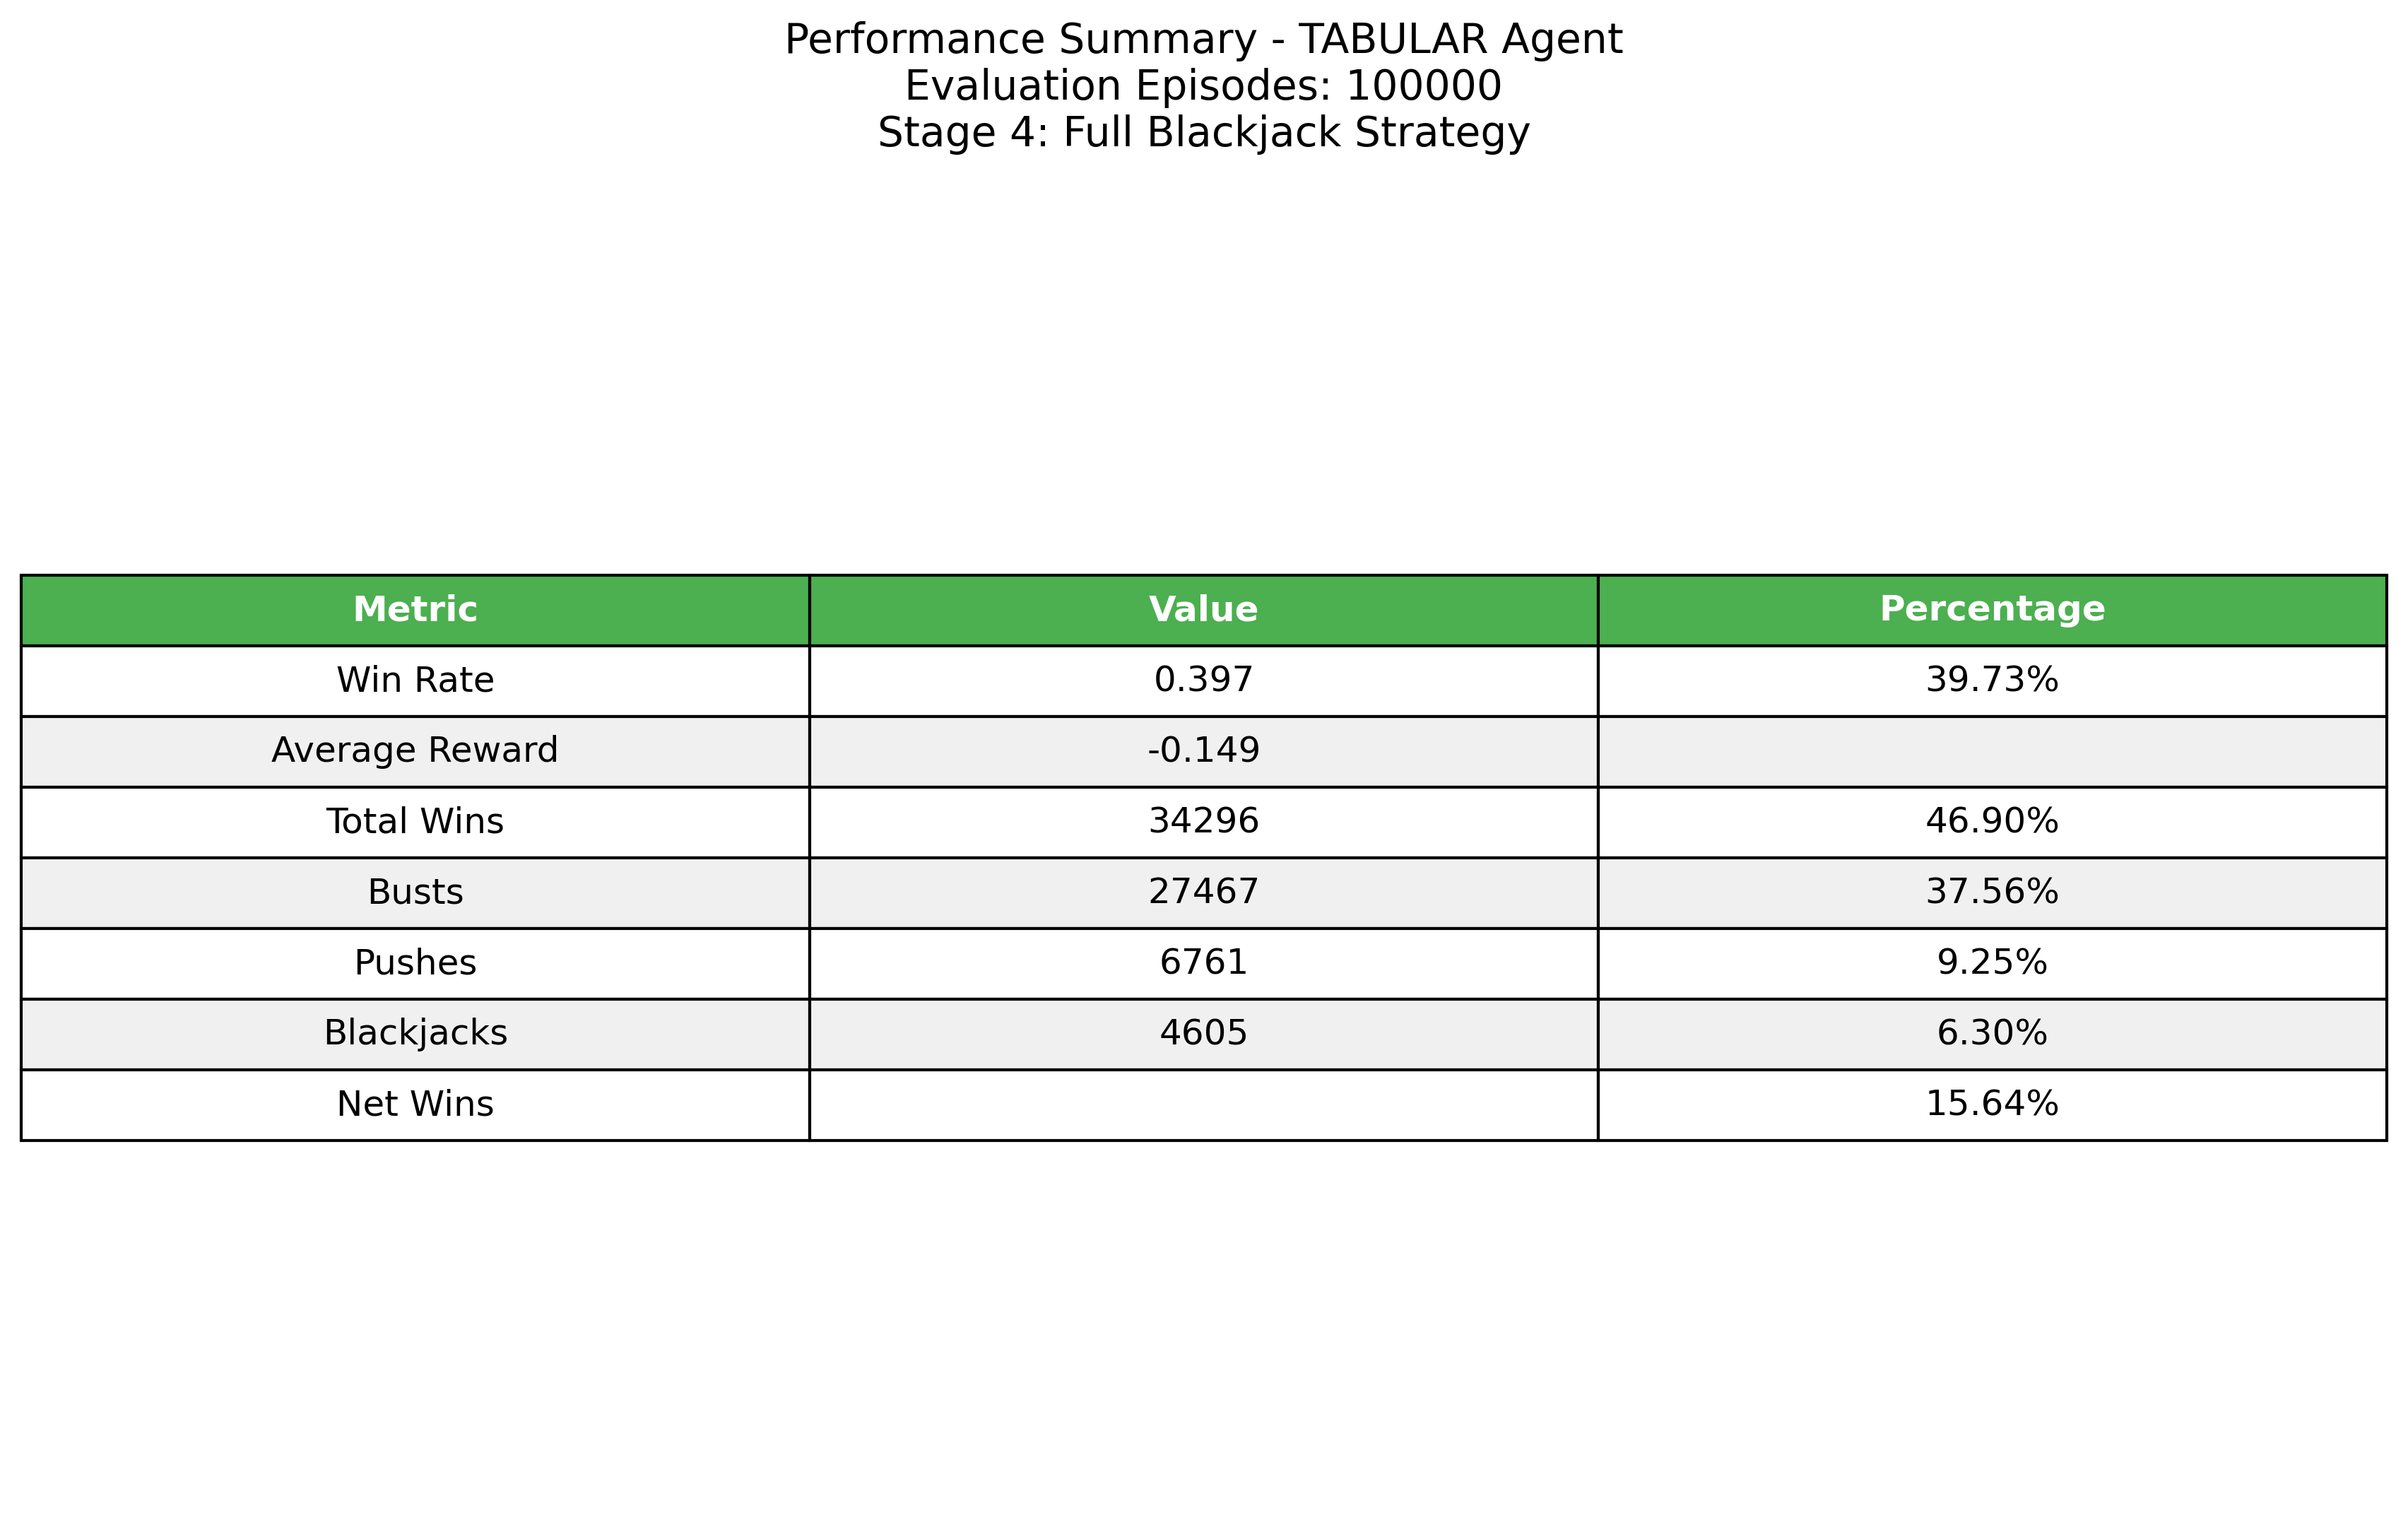 Performance Summary - TABULAR Agent
Evaluation Episodes: 100000
Stage 4: Full Blackjack Strategy
Metric Value Percentage
Win Rate 0.397 39.73%
Average Reward -0.149
Total Wins 34296 46.90%
Busts 27467 37.56%
Pushes 6761 9.25%
Blackjacks 4605 6.30%
Net Wins 15.64%